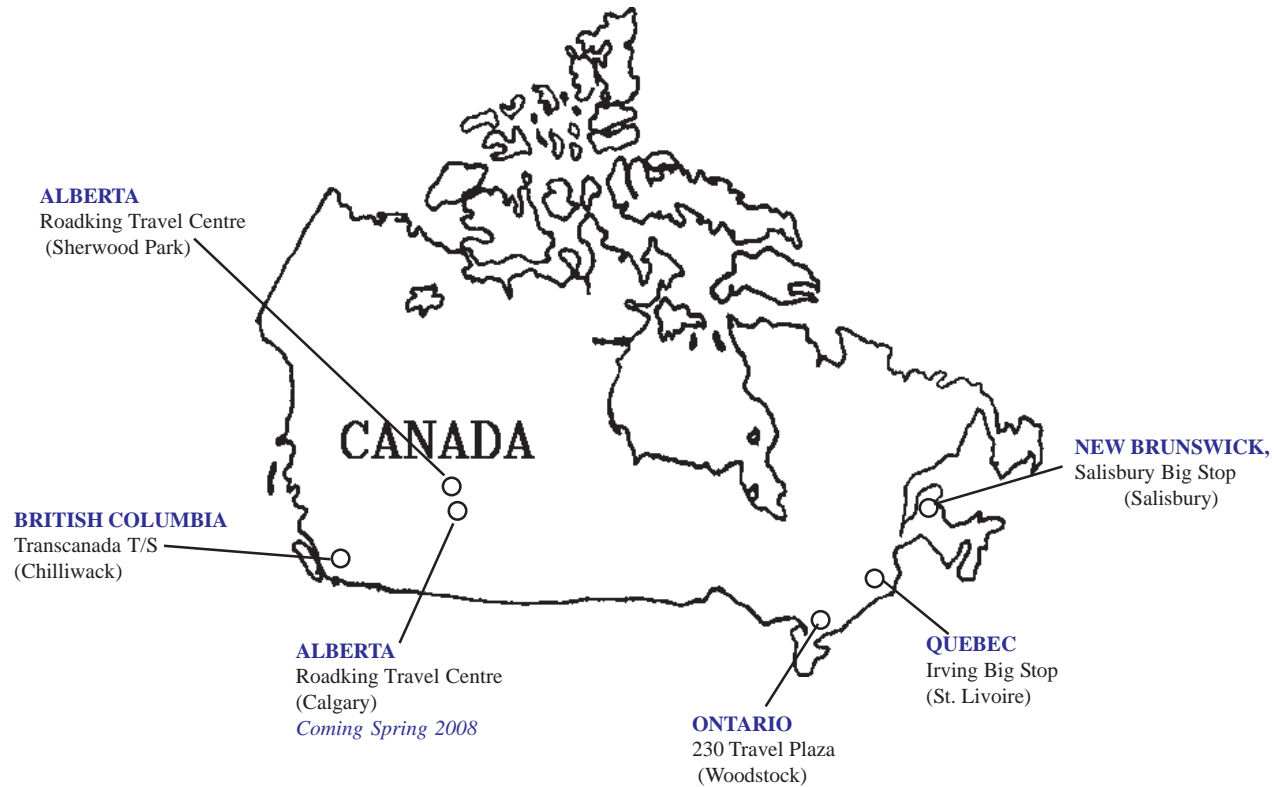 ALBERTA
Roadking Travel Centre
(Sherwood Park)
CANADA
NEW BRUNSWICK,
Salisbury Big Stop
(Salisbury)
BRITISH COLUMBIA
Transcanada T/S
(Chilliwack)
ALBERTA
Roadking Travel Centre
(Calgary)
Coming Spring 2008
QUEBEC
Irving Big Stop
(St. Livoire)
ONTARIO
230 Travel Plaza
(Woodstock)